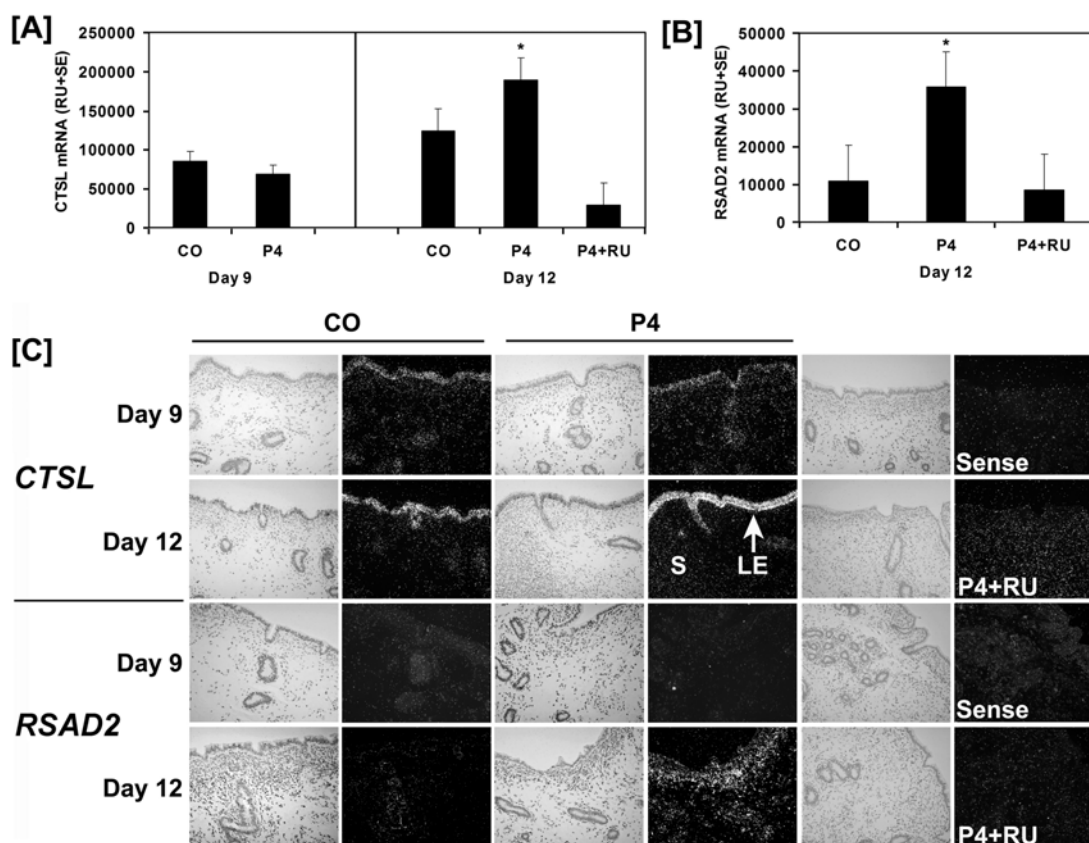 [A]
CTSL mRNA (RU+SE)
250000
200000
150000
100000
50000
0
*
CO P4 CO P4 P4+RU
Day 9 Day 12
[B]
RSAD2 mRNA (RU+SE)
50000
40000
30000
20000
10000
0
*
CO P4 P4+RU
Day 12
[C]
CO P4
CTSL
Day 9
Sense
Day 12
S LE
P4+RU
RSAD2
Day 9
Sense
Day 12
P4+RU